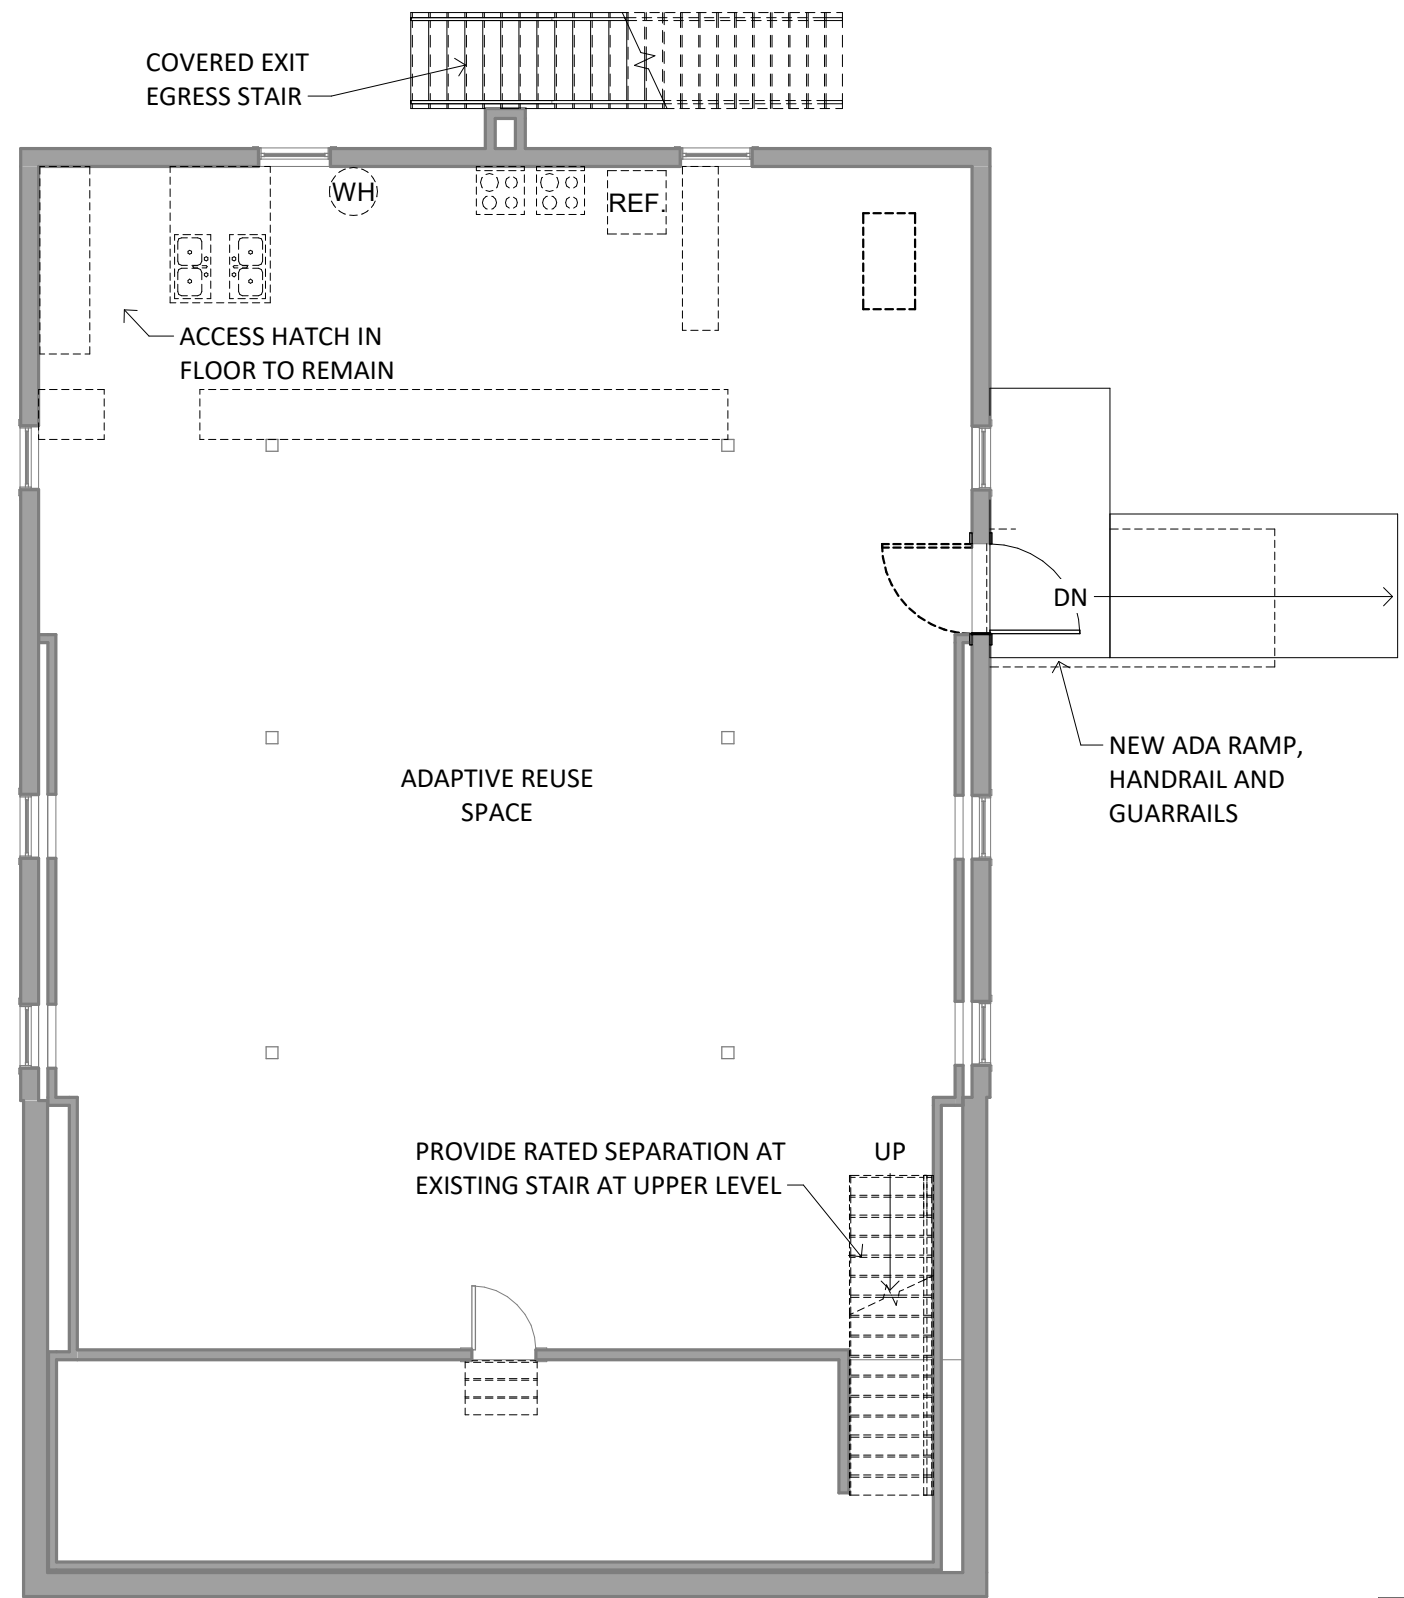 COVERED EXIT
EGRESS STAIR
WH
REF.
ACCESS HATCH IN
FLOOR TO REMAIN
DN
NEW ADA RAMP,
HANDRAIL AND
GUARRAILS
ADAPTIVE REUSE
SPACE
PROVIDE RATED SEPARATION AT
EXISTING STAIR AT UPPER LEVEL
UP